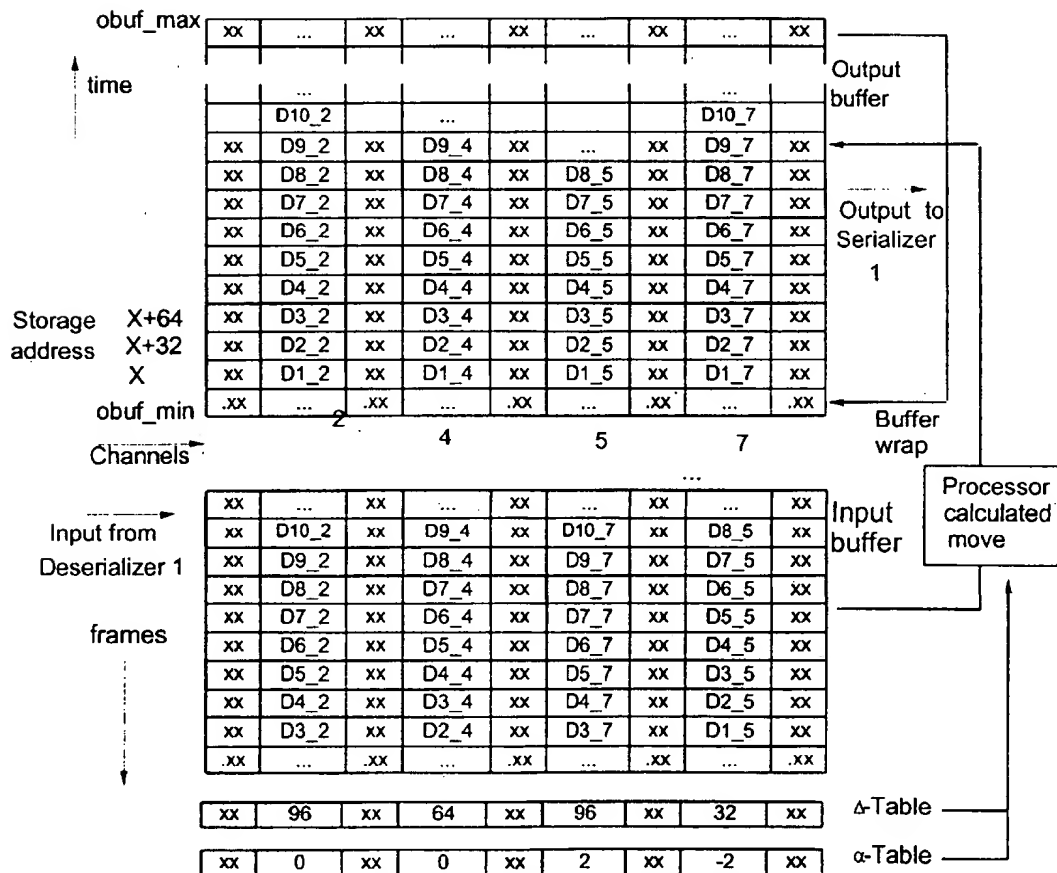 obuf_max xx ... xx ... xx ... xx ... xx
time
Output
buffer
... ...
D10_2 ... D10_7
xx D9_2 xx D9_4 xx ... xx D9_7 xx
xx D8_2 xx D8_4 xx D8_5 xx D8_7 xx
xx D7_2 xx D7_4 xx D7_5 xx D7_7 xx
xx D6_2 xx D6_4 xx D6_5 xx D6_7 xx
xx D5_2 xx D5_4 xx D5_5 xx D5_7 xx
xx D4_2 xx D4_4 xx D4_5 xx D4_7 xx
Output to
Serializer
1
Storage
address
X+64 xx D3_2 xx D3_4 xx D3_5 xx D3_7 xx
X+32 xx D2_2 xx D2_4 xx D2_5 xx D2_7 xx
X xx D1_2 xx D1_4 xx D1_5 xx D1_7 xx
obuf_min .xx ... .xx ... .xx ... .xx ... .xx
Buffer
wrap
Channels 2 4 5 7
...
Processor
calculated
move
Input
buffer
Input from
Deserializer 1
frames
xx ... xx ... xx ... xx ... xx
xx D10_2 xx D9_4 xx D10_7 xx D8_5 xx
xx D9_2 xx D8_4 xx D9_7 xx D7_5 xx
xx D8_2 xx D7_4 xx D8_7 xx D6_5 xx
xx D7_2 xx D6_4 xx D7_7 xx D5_5 xx
xx D6_2 xx D5_4 xx D6_7 xx D4_5 xx
xx D5_2 xx D4_4 xx D5_7 xx D3_5 xx
xx D4_2 xx D3_4 xx D4_7 xx D2_5 xx
xx D3_2 xx D2_4 xx D3_7 xx D1_5 xx
.xx ... .xx ... .xx ... .xx ... .xx
xx 96 xx 64 xx 96 xx 32 xx Δ-Table
xx 0 xx 0 xx 2 xx -2 xx α-Table